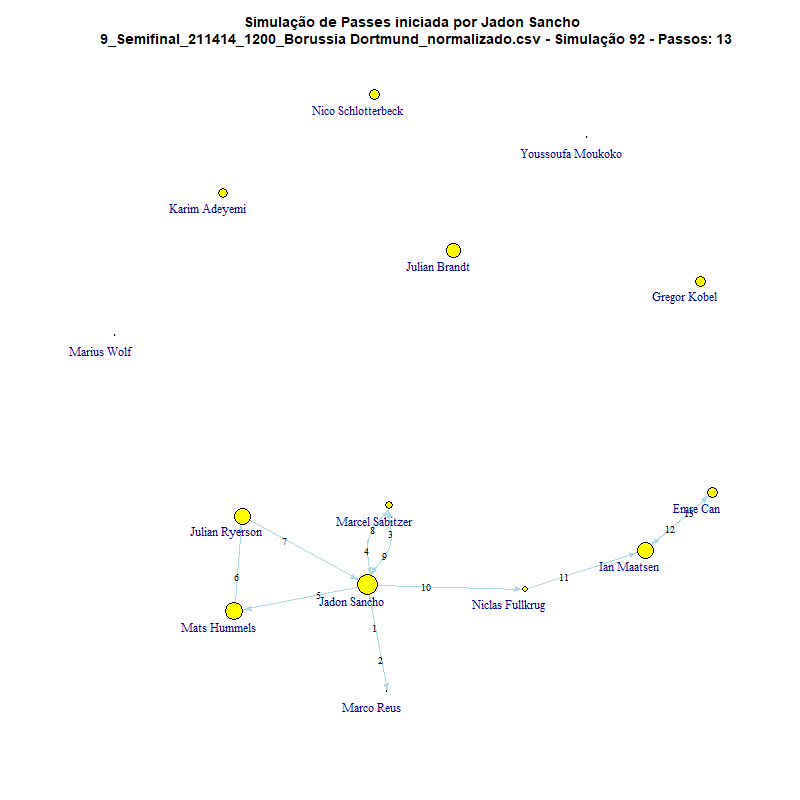 Simulação de Passes iniciada por Jadon Sancho
9_Semifinal_211414_1200_Borussia Dortmund_normalizado.csv - Simulação 92 - Passos: 13
Nico Schlotterbeck
Youssoufa Moukoko
Karim Adeyemi
Julian Brandt
Gregor Kobel
Marius Wolf
Emre Can
13
Marcel Sabitzer
Julian Ryerson
8
3
12
7
4
9
Ian Maatsen
6
11
10
5
Jadon Sancho
Niclas Fullkrug
Mats Hummels
1
2
Marco Reus